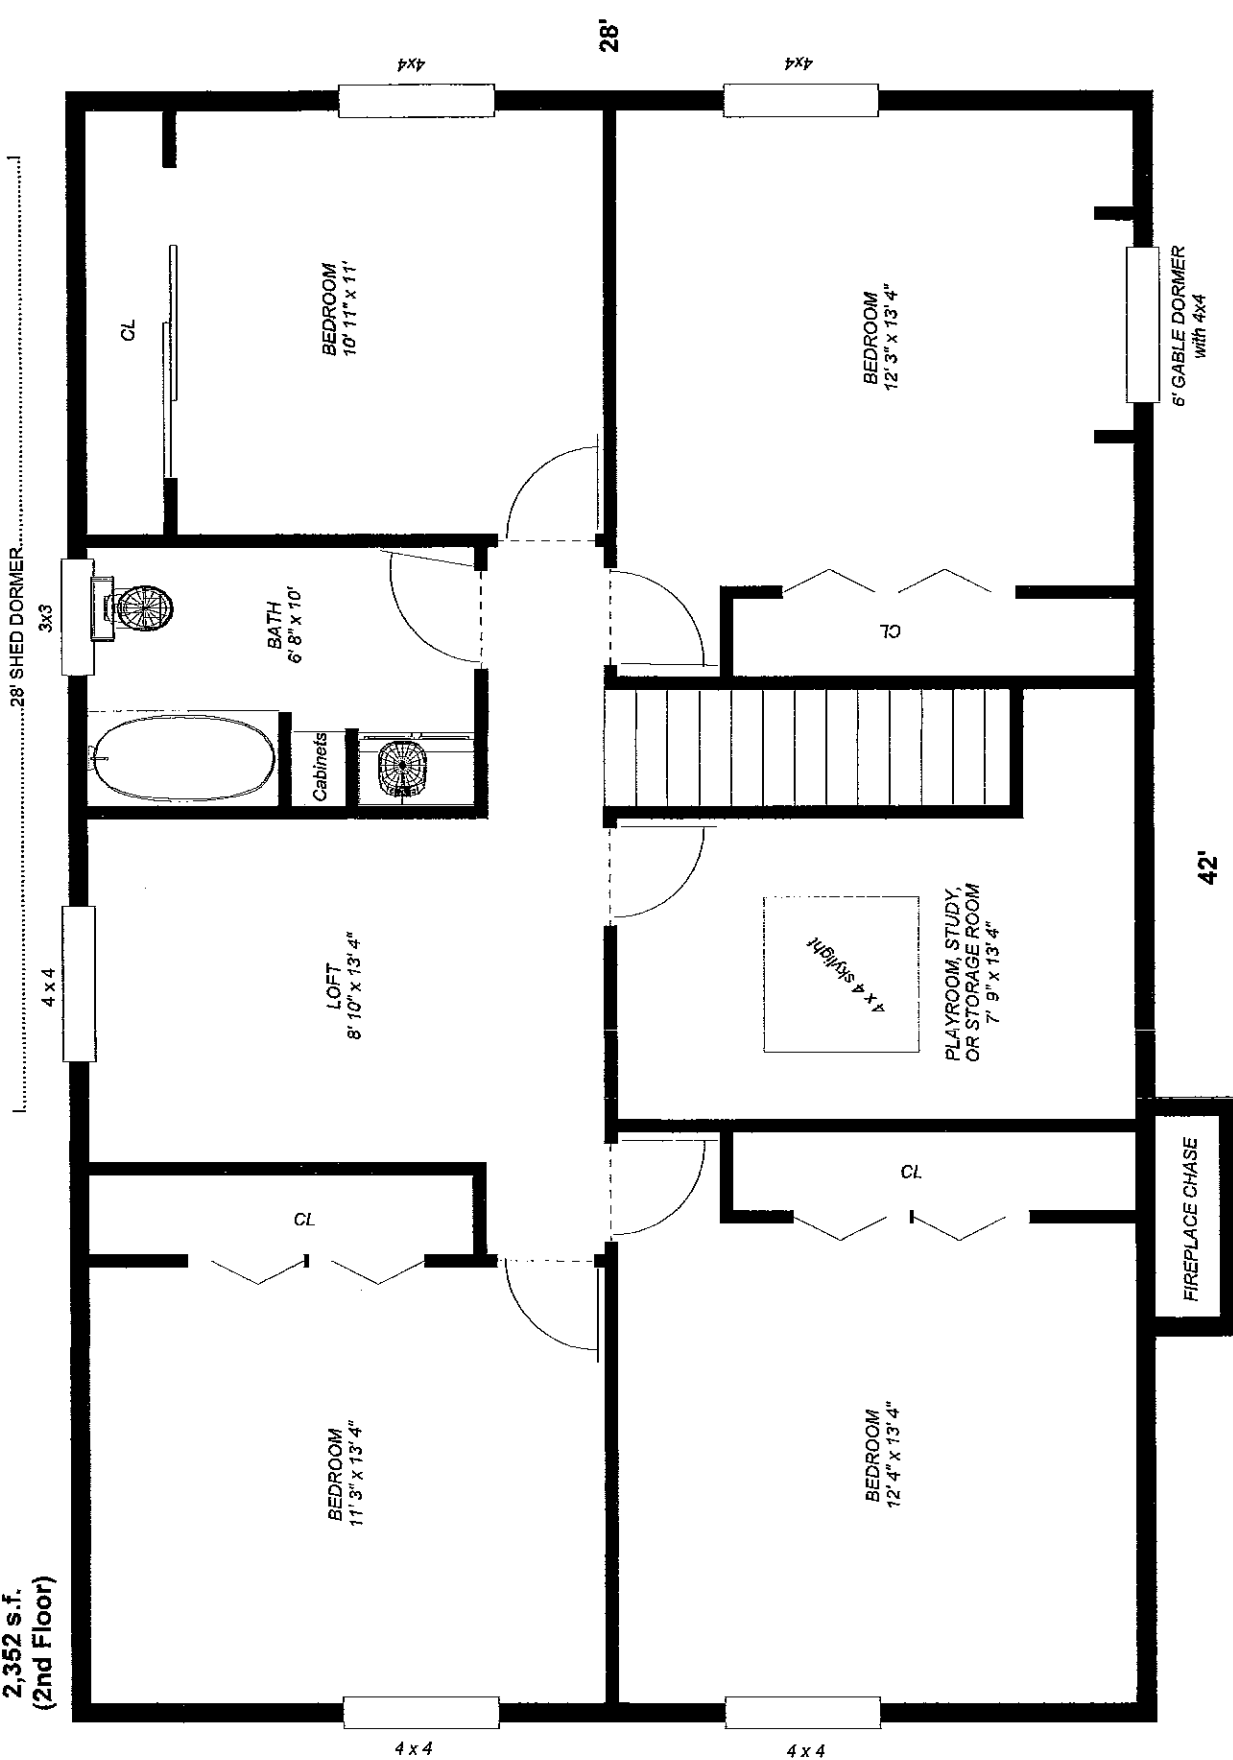 2,352 s.f.
(2nd Floor)
28' SHED DORMER
4 x 4
3x3
CL
CL
BEDROOM
11' 3" x 13' 4"
LOFT
8' 10" x 13' 4"
Cabinets
BATH
6' 8" x 10'
BEDROOM
10' 11" x 11'
4 x 4
4x4
28'
4 x 4
4x4
BEDROOM
12' 4" x 13' 4"
CL
4 x 4 skylight
PLAYROOM, STUDY,
OR STORAGE ROOM
7' 9" x 13' 4"
CL
BEDROOM
12' 3" x 13' 4"
FIREPLACE CHASE
42'
6' GABLE DORMER
with 4x4